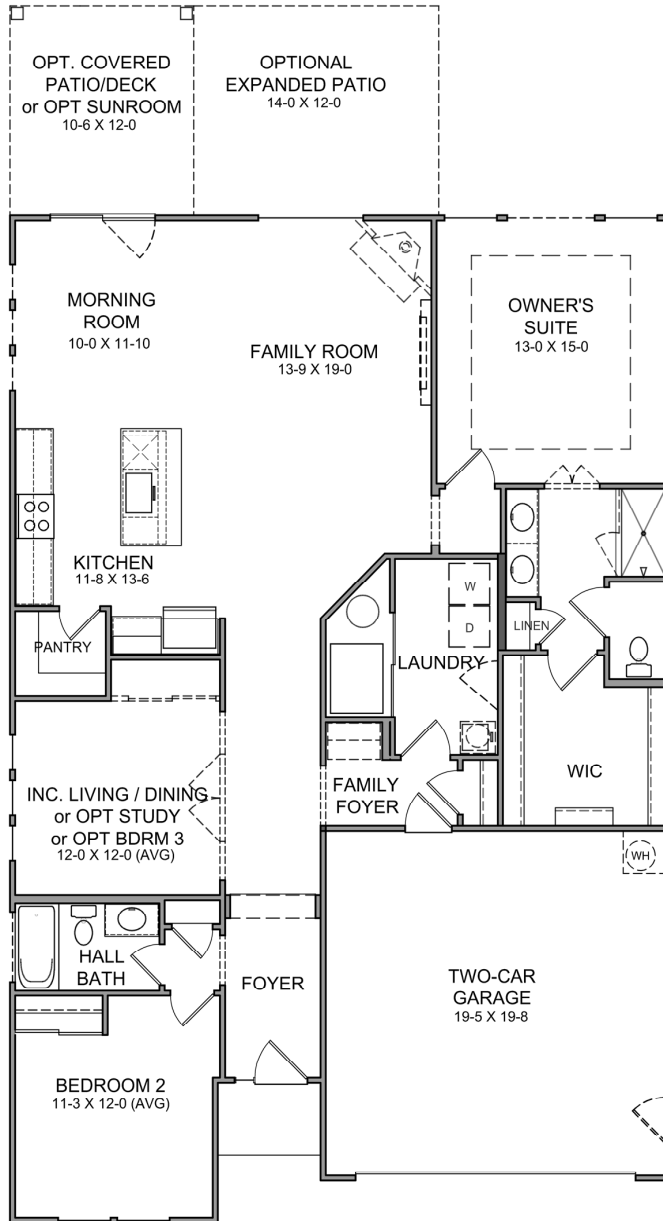 OPT. COVERED
PATIO/DECK
or OPT SUNROOM
10-6 X 12-0
OPTIONAL
EXPANDED PATIO
14-0 X 12-0
MORNING
ROOM
10-0 X 11-10
FAMILY ROOM
13-9 X 19-0
OWNER'S
SUITE
13-0 X 15-0
KITCHEN
11-8 X 13-6
PANTRY
W
D
LINEN
LAUNDRY
WIC
FAMILY
FOYER
INC. LIVING / DINING
or OPT STUDY
or OPT BDRM 3
12-0 X 12-0 (AVG)
WH
HALL
BATH
FOYER
TWO-CAR
GARAGE
19-5 X 19-8
BEDROOM 2
11-3 X 12-0 (AVG)